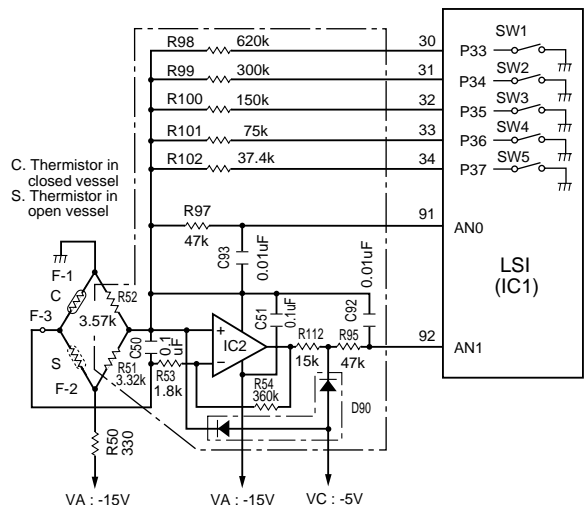 R98 620k 30 P33 SW1
R99 300k 31 P34 SW2
R100 150k 32 P35 SW3
R101 75k 33 P36 SW4
R102 37.4k 34 P37 SW5
C. Thermistor in
closed vessel
S. Thermistor in
open vessel
R97
47k
91 AN0
C93
0.01uF
0.01uF
LSI
(IC1)
F-1
C
R52
F-3
3.57k
C50
0.1
uF
+
−
IC2
C51
0.1uF
C92
R112
15k
R95
47k
92 AN1
S
R51
3.32k
R53
1.8k
R54
360k
D90
F-2
R50
330
VA : -15V
VA : -15V
VC : -5V